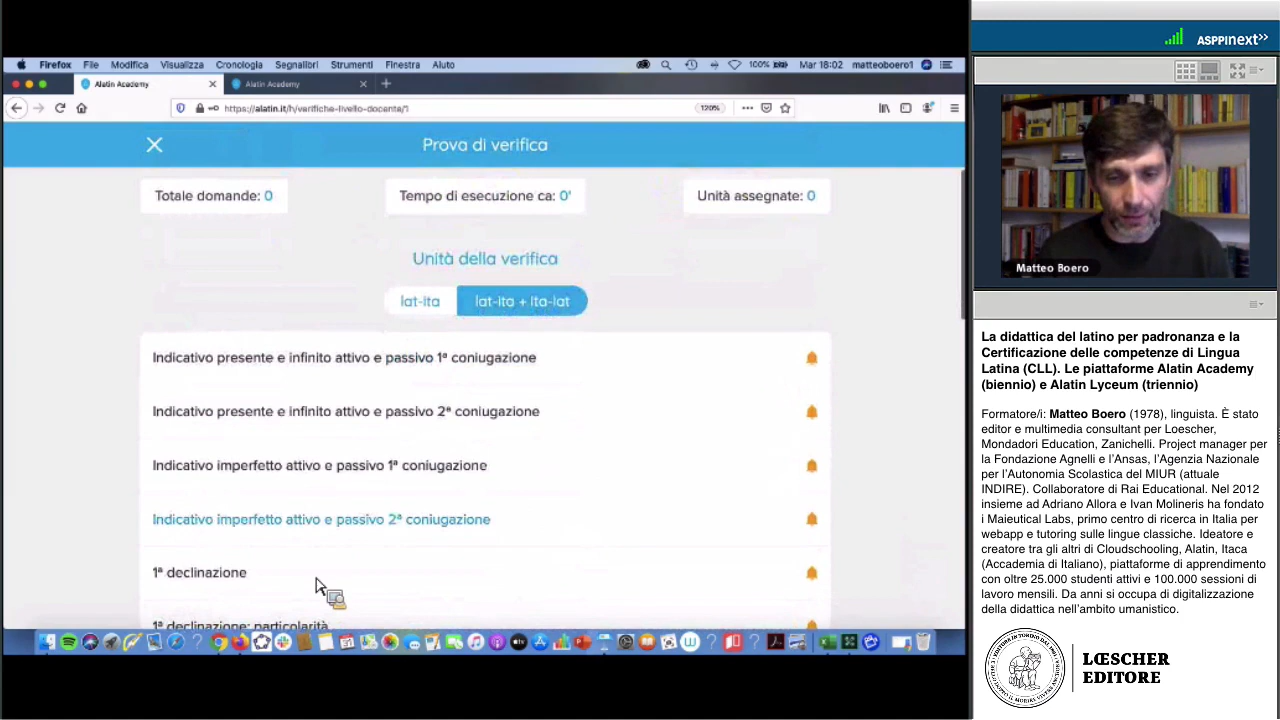 Firefox File Modifica Visualizza Cronologia Segnalibri Strumenti Finestra Aiuto
100% Mar 18:02 matteoboero1
Alatin Academy
Alatin Academy
https://alatin.it/h/verifiche-livello-docente/1
120%
Prova di verifica
Totale domande: 0
Tempo di esecuzione ca: 0'
Unità assegnate: 0
Unità della verifica
lat-ita
lat-ita + ita-lat
Indicativo presente e infinito attivo e passivo 1ª coniugazione
Indicativo presente e infinito attivo e passivo 2ª coniugazione
Indicativo imperfetto attivo e passivo 1ª coniugazione
Indicativo imperfetto attivo e passivo 2ª coniugazione
1ª declinazione
1ª declinazione: particolarità
ASPPInext>>
Matteo Boero
La didattica del latino per padronanza e la
Certificazione delle competenze di Lingua
Latina (CLL). Le piattaforme Alatin Academy
(biennio) e Alatin Lyceum (triennio)
Formatore/i: Matteo Boero (1978), linguista. È stato
editor e multimedia consultant per Loescher,
Mondadori Education, Zanichelli. Project manager per
la Fondazione Agnelli e l'Ansas, l'Agenzia Nazionale
per l'Autonomia Scolastica del MIUR (attuale
INDIRE). Collaboratore di Rai Educational. Nel 2012
insieme ad Adriano Allora e Ivan Molineris ha fondato
i Maieutical Labs, primo centro di ricerca in Italia per
webapp e tutoring sulle lingue classiche. Ideatore e
creatore tra gli altri di Cloudschooling, Alatin, Itaca
(Accademia di Italiano), piattaforme di apprendimento
con oltre 25.000 studenti attivi e 100.000 sessioni di
lavoro mensili. Da anni si occupa di digitalizzazione
della didattica nell'ambito umanistico.
LŒSCHER
EDITORE